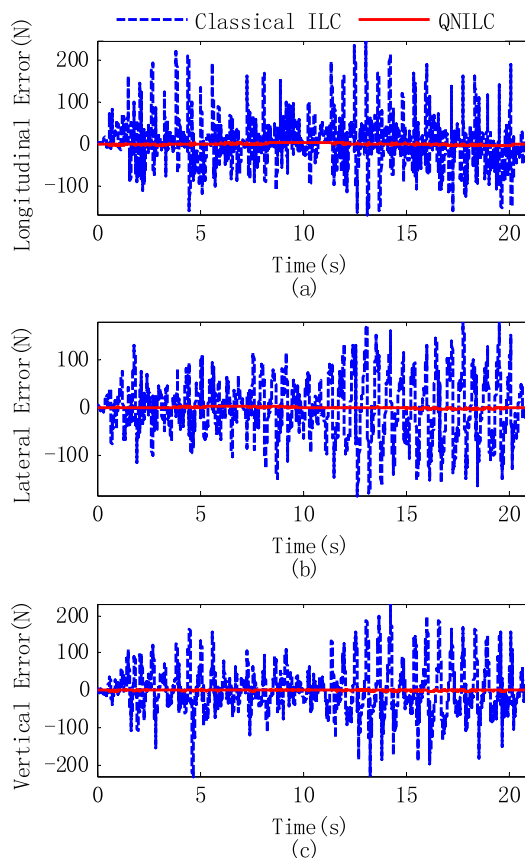 Classical ILC QNILC
Longitudinal Error(N)
200
100
0
-100
0 5 10 15 20
Time(s)
(a)
Lateral Error(N)
100
0
-100
0 5 10 15 20
Time(s)
(b)
Vertical Error(N)
200
100
0
-100
-200
0 5 10 15 20
Time(s)
(c)